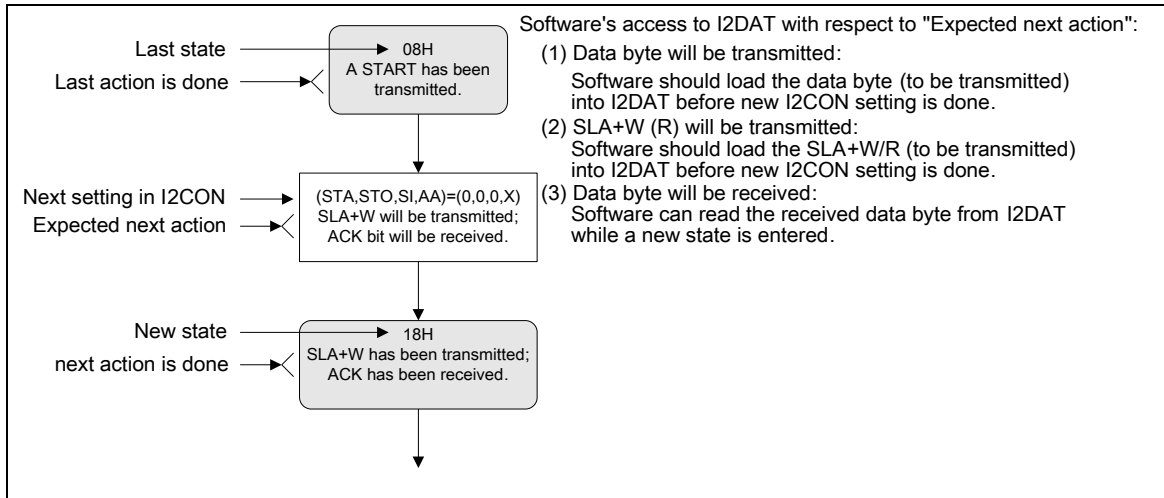 Last state
Last action is done
08H
A START has been
transmitted.
Next setting in I2CON
Expected next action
(STA,STO,SI,AA)=(0,0,0,X)
SLA+W will be transmitted;
ACK bit will be received.
New state
next action is done
18H
SLA+W has been transmitted;
ACK has been received.
Software's access to I2DAT with respect to "Expected next action":
(1) Data byte will be transmitted:
Software should load the data byte (to be transmitted)
into I2DAT before new I2CON setting is done.
(2) SLA+W (R) will be transmitted:
Software should load the SLA+W/R (to be transmitted)
into I2DAT before new I2CON setting is done.
(3) Data byte will be received:
Software can read the received data byte from I2DAT
while a new state is entered.